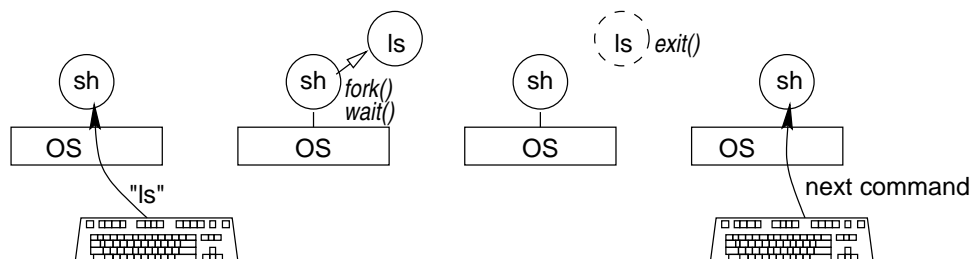 sh
OS
"ls"
ls
sh
fork()
wait()
OS
ls
exit()
sh
OS
sh
OS
next command